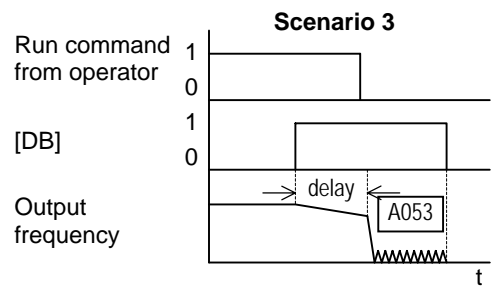 Scenario 3
Run command
from operator
1
0
[DB]
1
0
Output
frequency
delay
A053
t